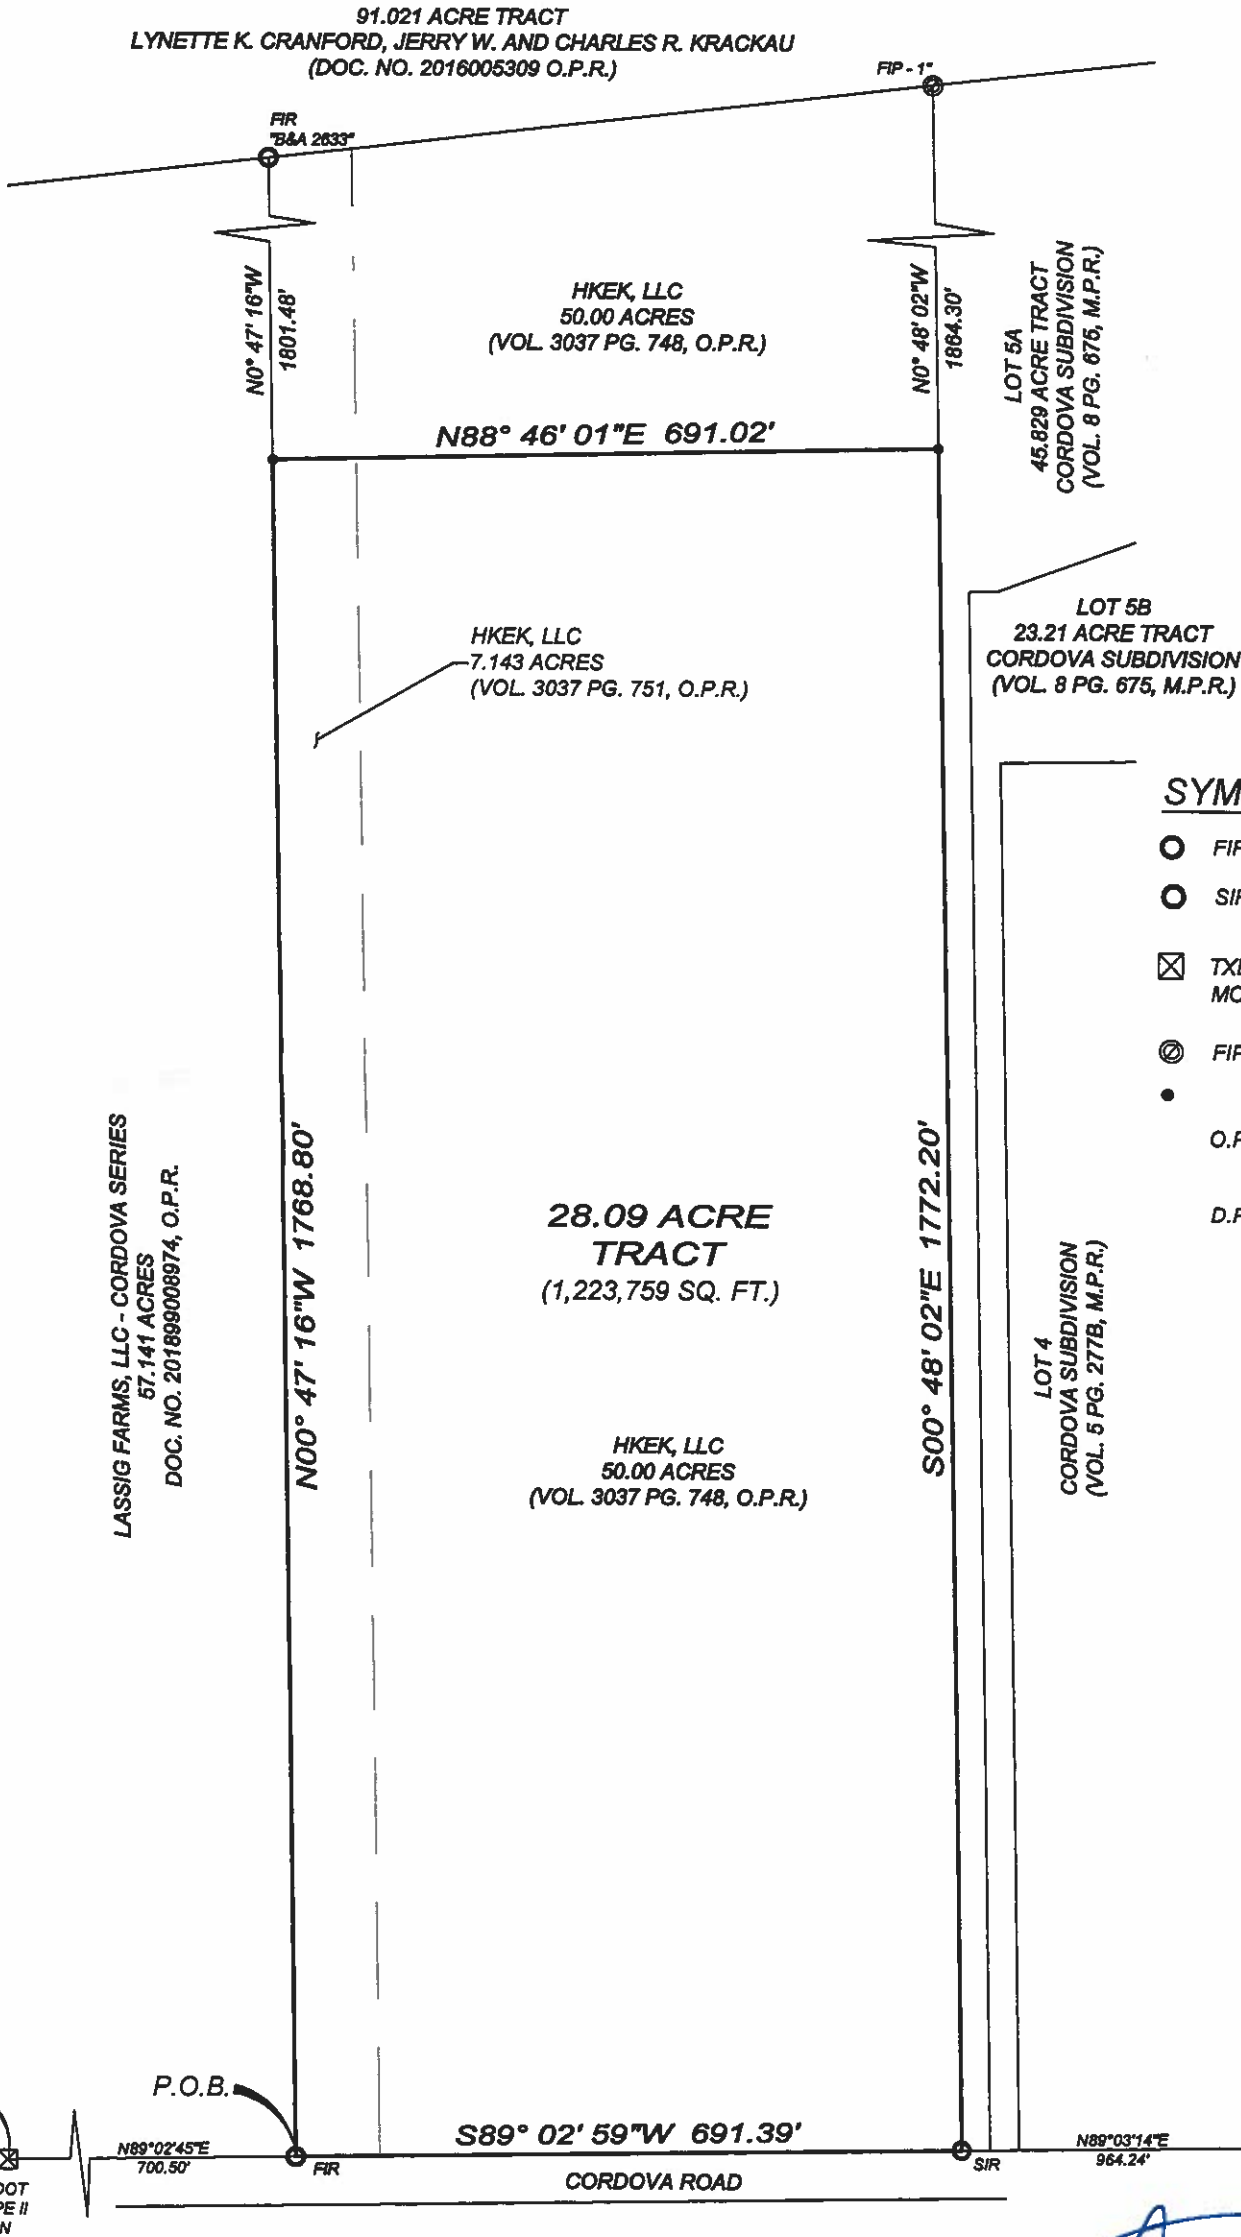 91.021 ACRE TRACT
LYNETTE K. CRANFORD, JERRY W. AND CHARLES R. KRACKAU
(DOC. NO. 2016005309 O.P.R.)
FIP - 1"
FIR
"B&A 2633"
N0° 47' 16"W
1801.48'
HKEK, LLC
50.00 ACRES
(VOL. 3037 PG. 748, O.P.R.)
N0° 48' 02"W
1864.30'
LOT 5A
45.829 ACRE TRACT
CORDOVA SUBDIVISION
(VOL. 8 PG. 675, M.P.R.)
N88° 46' 01"E 691.02'
HKEK, LLC
7.143 ACRES
(VOL. 3037 PG. 751, O.P.R.)
LOT 5B
23.21 ACRE TRACT
CORDOVA SUBDIVISION
(VOL. 8 PG. 675, M.P.R.)
SYM
LASSIG FARMS, LLC - CORDOVA SERIES
57.141 ACRES
DOC. NO. 201899008974, O.P.R.
N00° 47' 16"W 1768.80'
28.09 ACRE
TRACT
(1,223,759 SQ. FT.)
S00° 48' 02"E 1772.20'
HKEK, LLC
50.00 ACRES
(VOL. 3037 PG. 748, O.P.R.)
LOT 4
CORDOVA SUBDIVISION
(VOL. 5 PG. 277B, M.P.R.)
P.O.B.
N89°02'45"E
700.50'
FIR
S89° 02' 59"W 691.39'
CORDOVA ROAD
SIR
N89°03'14"E
964.24'